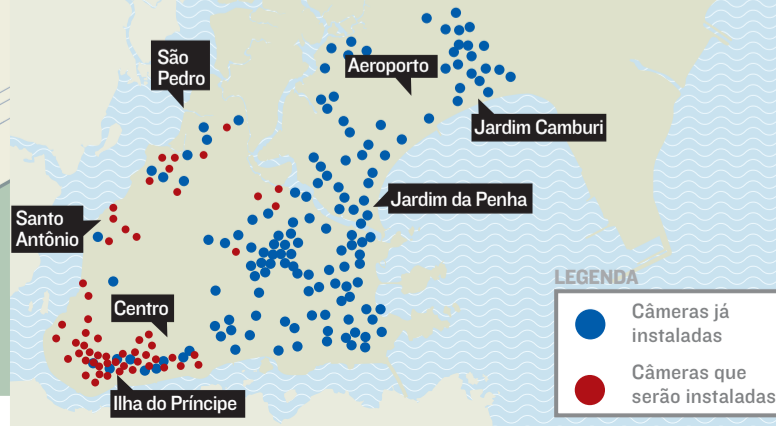 São
Pedro
Aeroporto
Jardim Camburi
Jardim da Penha
Santo
Antônio
Centro
Ilha do Príncipe
LEGENDA
Câmeras já
instaladas
Câmeras que
serão instaladas